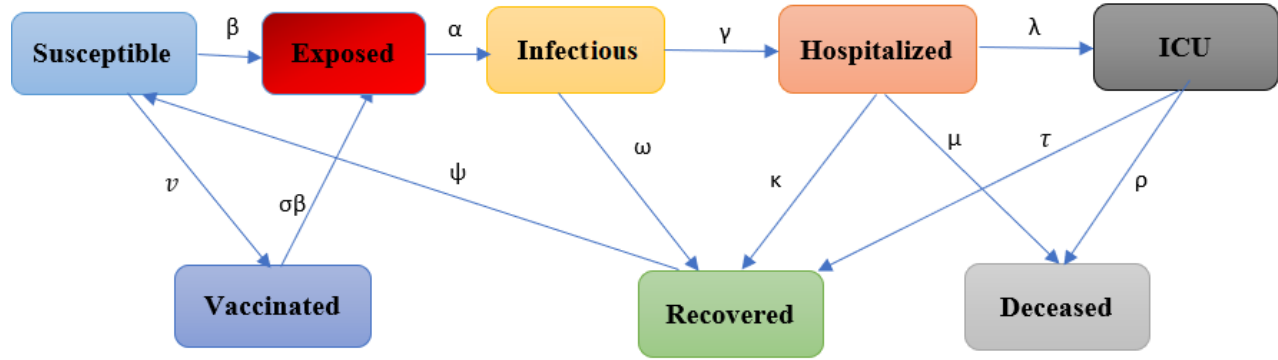 β
α
γ
λ
Susceptible
Exposed
Infectious
Hospitalized
ICU
ν
σβ
ψ
ω
κ
μ
τ
ρ
Vaccinated
Recovered
Deceased